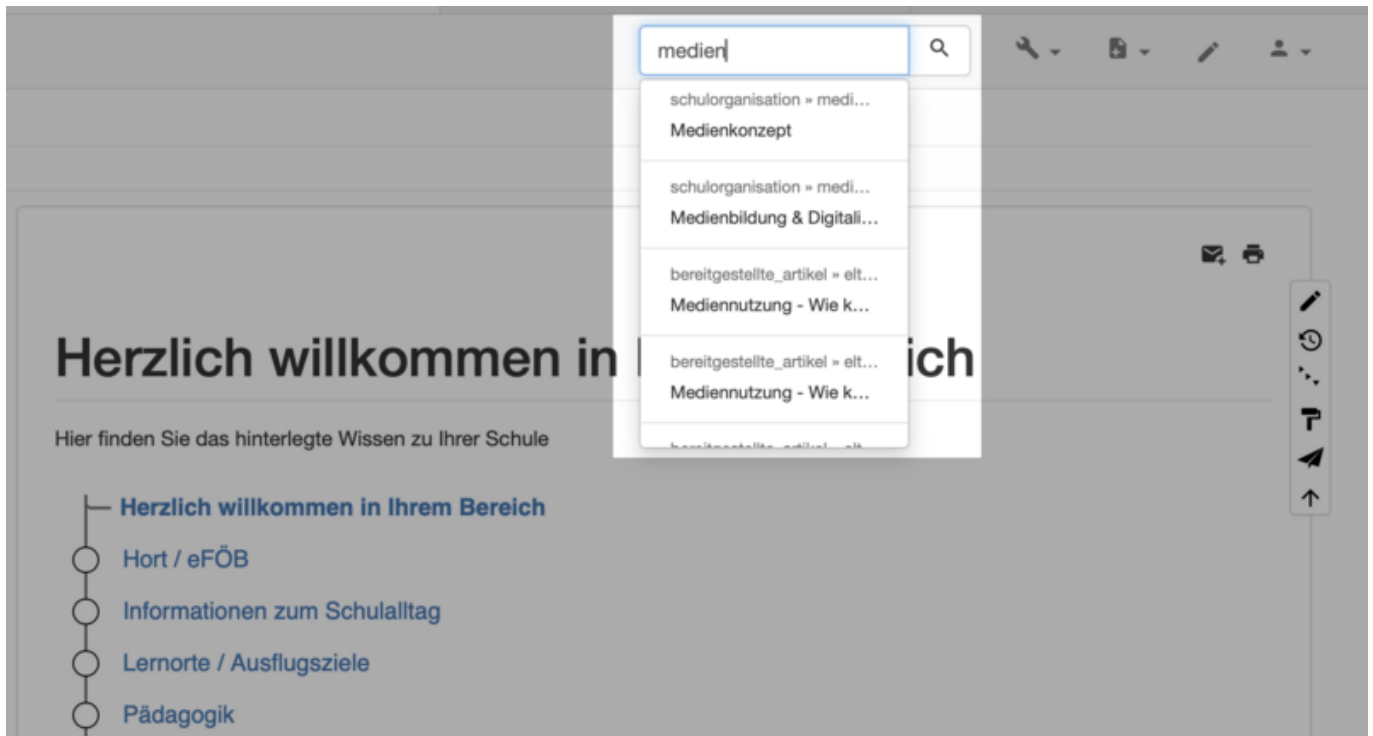 medien
schulorganisation » medi...
Medienkonzept
schulorganisation » medi...
Medienbildung & Digitali...
bereitgestellte_artikel » elt...
Mediennutzung - Wie k...
bereitgestellte_artikel » elt...
Mediennutzung - Wie k...
Herzlich willkommen in
ich
Hier finden Sie das hinterlegte Wissen zu Ihrer Schule
Herzlich willkommen in Ihrem Bereich
Hort / eFÖB
Informationen zum Schulalltag
Lernorte / Ausflugsziele
Pädagogik